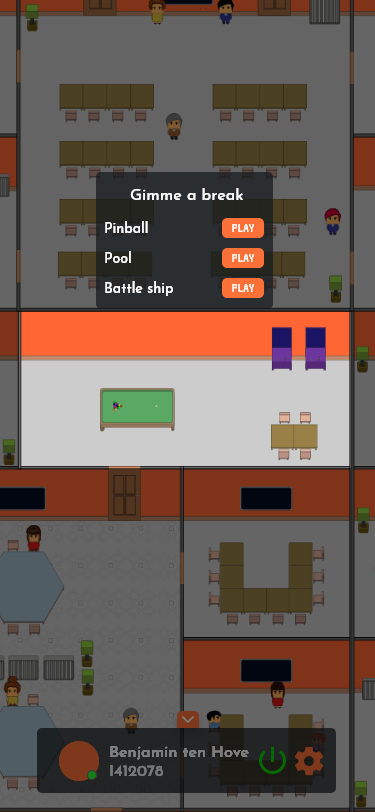 Gimme a break
Pinball PLAY
Pool PLAY
Battle ship PLAY
Benjamin ten Hove
1412078